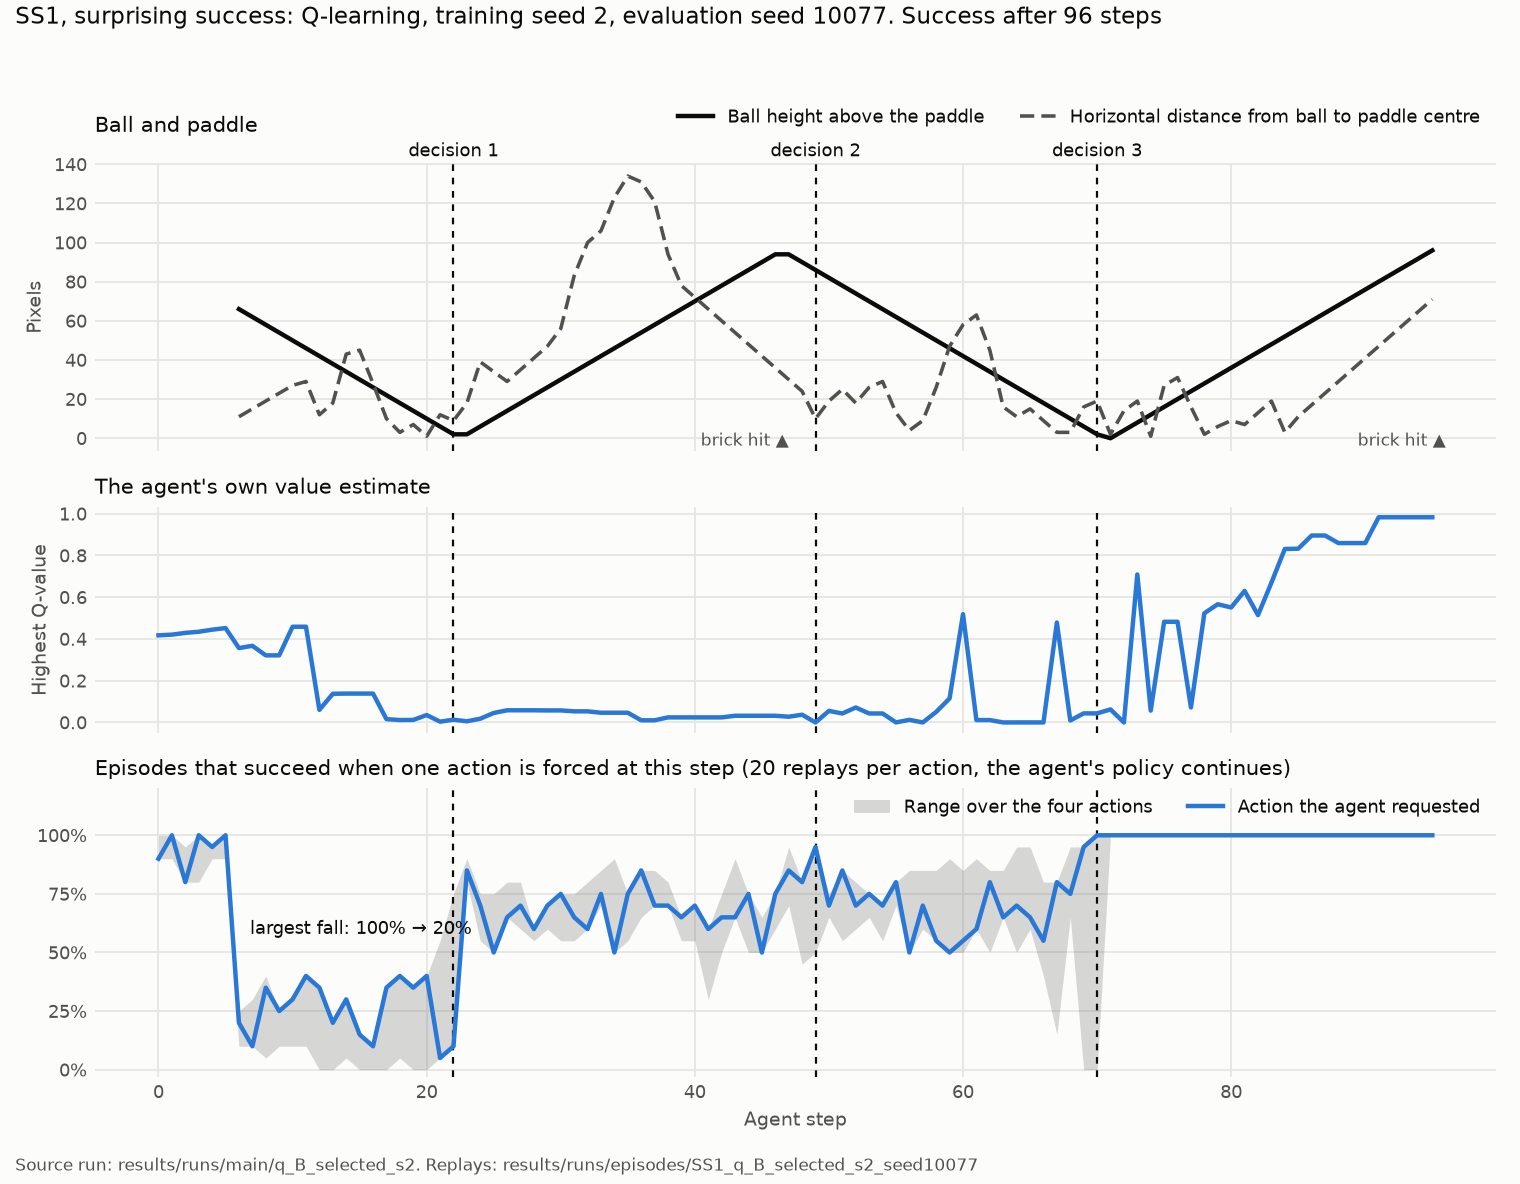 SS1, surprising success: Q-learning, training seed 2, evaluation seed 10077. Success after 96 steps
Ball and paddle
Ball height above the paddle
Horizontal distance from ball to paddle centre
decision 1
decision 2
decision 3
140
120
100
80
60
40
20
0
Pixels
brick hit ▲
brick hit ▲
The agent's own value estimate
1.0
0.8
0.6
0.4
0.2
0.0
Highest Q-value
Episodes that succeed when one action is forced at this step (20 replays per action, the agent's policy continues)
Range over the four actions
Action the agent requested
100%
75%
50%
25%
0%
largest fall: 100% → 20%
0
20
40
60
80
Agent step
Source run: results/runs/main/q_B_selected_s2. Replays: results/runs/episodes/SS1_q_B_selected_s2_seed10077